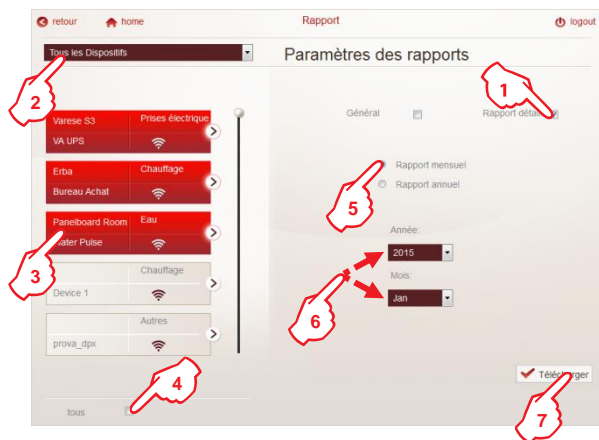 retour home Rapport logout
Tous les Dispositifs
Paramètres des rapports
1
2
Varese S3 Prises électrique
VA UPS
Général Rapport détail
Erba Chauffage
Bureau Achat
Rapport mensuel
Rapport annuel
5
Panelboard Room Eau
Water Pulse
3
Année:
2015
Mois:
Jan
6
Chauffage
Device 1
Autres
prova_dpx
4
tous
Télécharger
7